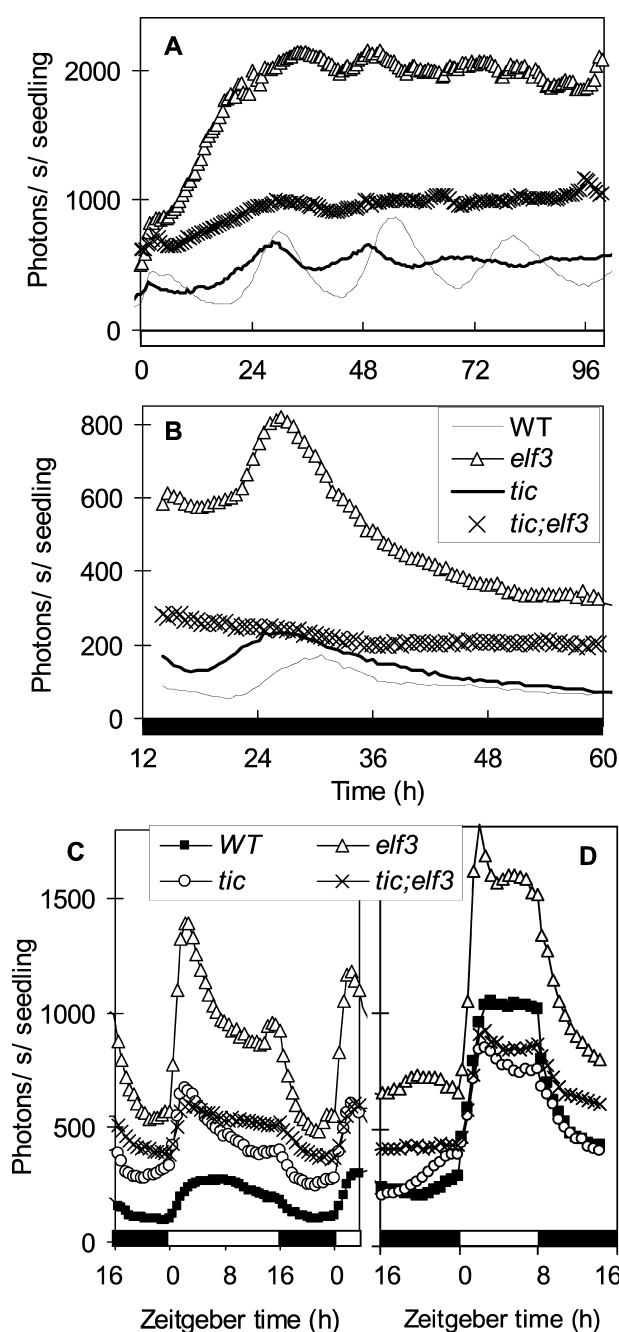 A
Photons/ s/ seedling
2000
1000
0
0 24 48 72 96
B
WT
elf3
tic
tic;elf3
Photons/ s/ seedling
800
600
400
200
0
12 24 36 48 60
Time (h)
C
WT elf3
tic tic;elf3
D
Photons/ s/ seedling
1500
1000
500
0
16 0 8 16 0
16 0 8 16
Zeitgeber time (h)
Zeitgeber time (h)